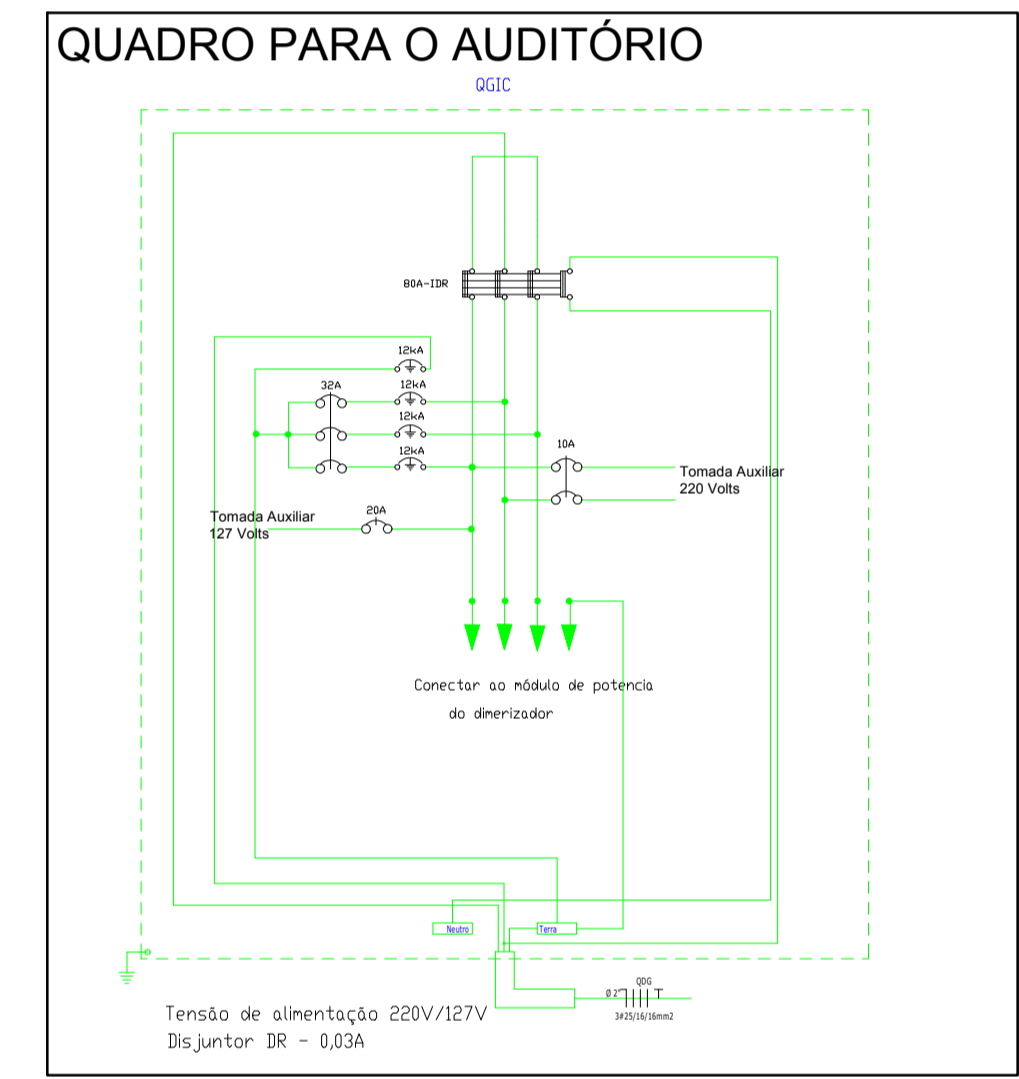 QUADRO PARA O AUDITÓRIO
QGIC
80A-IDR
12kA
32A
12kA
12kA
10A
12kA
Tomada Auxiliar
220 Volts
20A
Tomada Auxiliar
127 Volts
Conectar ao módulo de potencia
do dimerizador
Neutro
Terra
QDG
Ø 2"
3#25/16/16mm2
Tensão de alimentação 220V/127V
Disjuntor DR - 0,03A